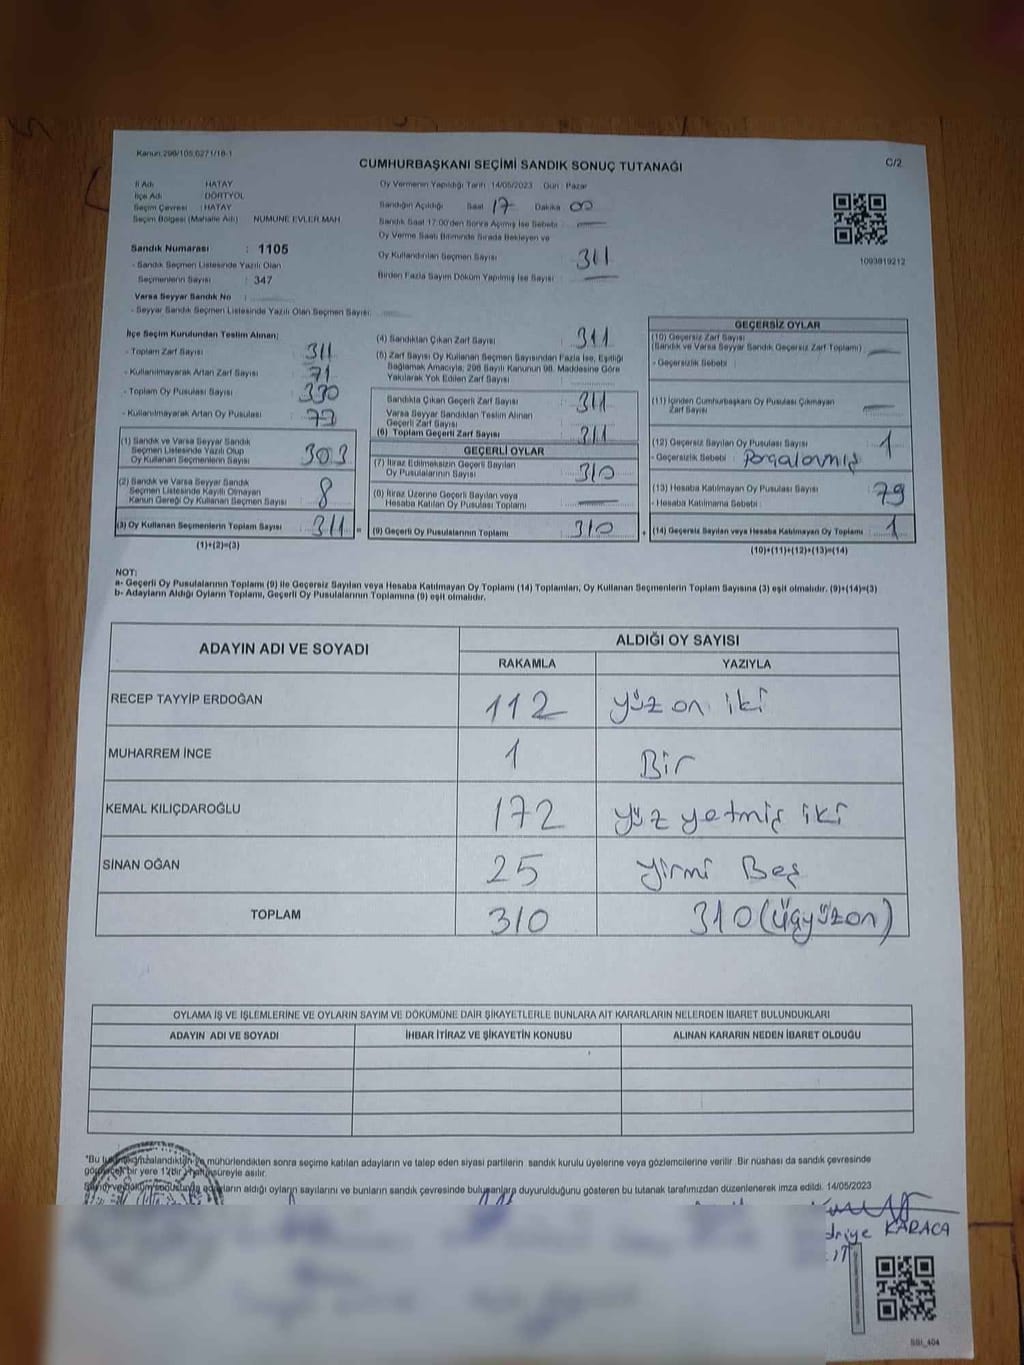 Kanun:298/105,6271/18-1
C/2
CUMHURBAŞKANI SEÇİMİ SANDIK SONUÇ TUTANAĞI
İl Adı : HATAY
İlçe Adı : DÖRTYOL
Seçim Çevresi : HATAY
Seçim Bölgesi (Mahalle Adı) NUMUNE EVLER MAH
Sandık Numarası : 1105
- Sandık Seçmen Listesinde Yazılı Olan
Seçmenlerin Sayısı : 347
Varsa Seyyar Sandık No :
- Seyyar Sandık Seçmen Listesinde Yazılı Olan Seçmen Sayısı:
Oy Vermenin Yapıldığı Tarih :14/05/2023 Gün : Pazar
Sandığın Açıldığı Saat 17 Dakika 00
Sandık Saat 17:00'den Sonra Açılmış İse Sebebi : —
Oy Verme Saati Bitiminde Sırada Bekleyen ve
Oy Kullandırılan Seçmen Sayısı : 311
Birden Fazla Sayım Döküm Yapılmış İse Sayısı : —
1093819212
İlçe Seçim Kurulundan Teslim Alınan;
- Toplam Zarf Sayısı : 311
- Kullanılmayarak Artan Zarf Sayısı : 71
- Toplam Oy Pusulası Sayısı :
- Kullanılmayarak Artan Oy Pusulası :
(1) Sandık ve Varsa Seyyar Sandık
Seçmen Listesinde Yazılı Olup
Oy Kullanan Seçmenlerin Sayısı : 303
(2) Sandık ve Varsa Seyyar Sandık
Seçmen Listesinde Kayıtlı Olmayan
Kanun Gereği Oy Kullanan Seçmen Sayısı : 8
(3) Oy Kullanan Seçmenlerin Toplam Sayısı : 311 =
(1)+(2)=(3)
(4) Sandıktan Çıkan Zarf Sayısı : 311
(5) Zarf Sayısı Oy Kullanan Seçmen Sayısından Fazla İse, Eşitliği
Sağlamak Amacıyla, 298 Sayılı Kanunun 98. Maddesine Göre
Yakılarak Yok Edilen Zarf Sayısı :
Sandıkta Çıkan Geçerli Zarf Sayısı : 311
Varsa Seyyar Sandıktan Teslim Alınan
Geçerli Zarf Sayısı :
(6) Toplam Geçerli Zarf Sayısı : 311
GEÇERLİ OYLAR
(7) İtiraz Edilmeksizin Geçerli Sayılan
Oy Pusulalarının Sayısı : 310
(8) İtiraz Üzerine Geçerli Sayılan veya
Hesaba Katılan Oy Pusulası Toplamı : —
(9) Geçerli Oy Pusulalarının Toplamı : 310 +
GEÇERSİZ OYLAR
(10) Geçersiz Zarf Sayısı
(Sandık ve Varsa Seyyar Sandık Geçersiz Zarf Toplamı) : —
- Geçersizlik Sebebi :
(11) İçinden Cumhurbaşkanı Oy Pusulası Çıkmayan
Zarf Sayısı : —
(12) Geçersiz Sayılan Oy Pusulası Sayısı : 1
- Geçersizlik Sebebi : Parçalanmış
(13) Hesaba Katılmayan Oy Pusulası Sayısı : 79
- Hesaba Katılmama Sebebi :
(14) Geçersiz Sayılan veya Hesaba Katılmayan Oy Toplamı : 1
(10)+(11)+(12)+(13)=(14)
NOT:
a- Geçerli Oy Pusulalarının Toplamı (9) ile Geçersiz Sayılan veya Hesaba Katılmayan Oy Toplamı (14) Toplamları, Oy Kullanan Seçmenlerin Toplam Sayısına (3) eşit olmalıdır. (9)+(14)=(3)
b- Adayların Aldığı Oyların Toplamı, Geçerli Oy Pusulalarının Toplamına (9) eşit olmalıdır.
ADAYIN ADI VE SOYADI
ALDIĞI OY SAYISI
RAKAMLA YAZIYLA
RECEP TAYYİP ERDOĞAN 112 yüz on iki
MUHARREM İNCE 1 Bir
KEMAL KILIÇDAROĞLU 172 yüz yetmiş iki
SİNAN OĞAN 25 yirmi Beş
TOPLAM 310 310 (üçyüzon)
OYLAMA İŞ VE İŞLEMLERİNE VE OYLARIN SAYIM VE DÖKÜMÜNE DAİR ŞİKAYETLERLE BUNLARA AİT KARARLARIN NELERDEN İBARET BULUNDUKLARI
ADAYIN ADI VE SOYADI İHBAR İTİRAZ VE ŞİKAYETİN KONUSU ALINAN KARARIN NEDEN İBARET OLDUĞU
*Bu mühürlendikten sonra seçime katılan adayların ve talep eden siyasi partilerin sandık kurulu üyelerine veya gözlemcilerine verilir .Bir nüshası da sandık çevresinde
bir yere süreyle asılır.
aldığı oyların sayılarını ve bunların sandık çevresinde bulunanlara duyurulduğunu gösteren bu tutanak tarafımızdan düzenlenerek imza edildi. 14/05/2023
KARACA
SSI_404